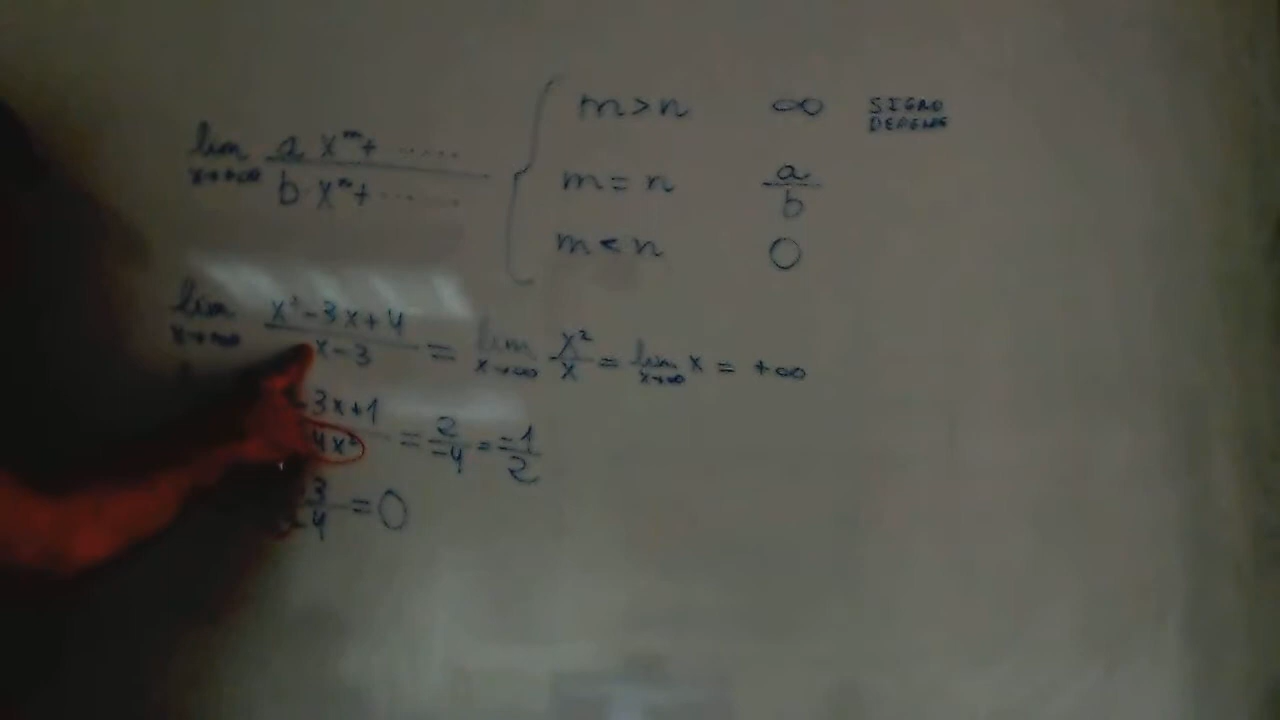 lim x→+∞ a x^m + ...... / b x^n + ......
m > n ∞ SIGNO DEPENDE
m = n a/b
m < n 0
lim x→∞ x² - 3x + 4 / x - 3 = lim x→∞ x²/x = lim x→∞ x = +∞
3x + 1 / 4x² = 2/-4 = -1/2
3/4 = 0